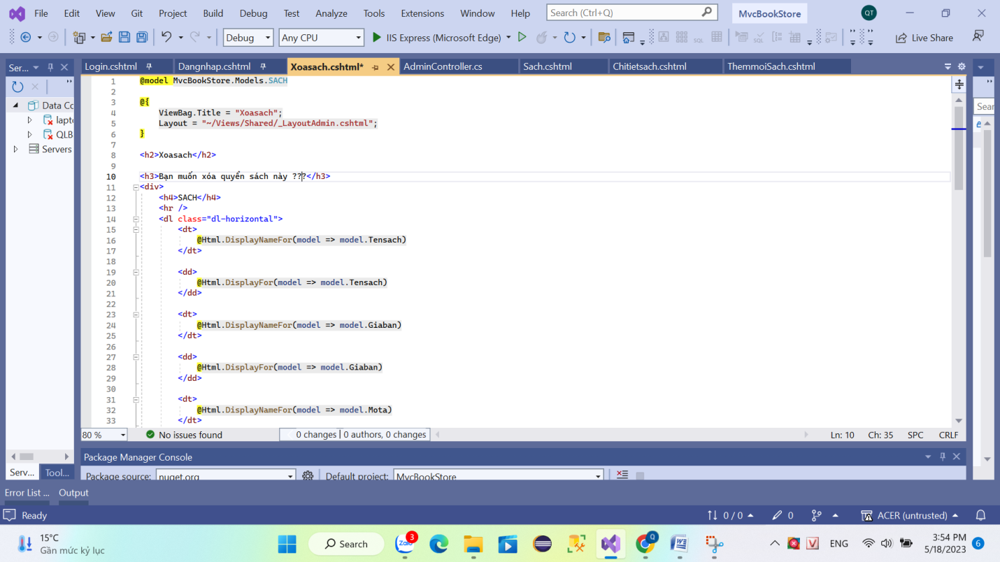 File Edit View Git Project Build Debug Test Analyze Tools Extensions Window Help Search (Ctrl+Q) MvcBookStore QT
Debug Any CPU IIS Express (Microsoft Edge) Live Share
Ser... Login.cshtml Dangnhap.cshtml Xoasach.cshtml* AdminController.cs Sach.cshtml Chitietsach.cshtml ThemmoiSach.cshtml
Data Co
lapto
QLB
Servers
Sear
1 @model MvcBookStore.Models.SACH
2
3 @{
4 ViewBag.Title = "Xoasach";
5 Layout = "~/Views/Shared/_LayoutAdmin.cshtml";
6 }
7
8 <h2>Xoasach</h2>
9
10 <h3>Bạn muốn xóa quyển sách này ???</h3>
11 <div>
12 <h4>SACH</h4>
13 <hr />
14 <dl class="dl-horizontal">
15 <dt>
16 @Html.DisplayNameFor(model => model.Tensach)
17 </dt>
18
19 <dd>
20 @Html.DisplayFor(model => model.Tensach)
21 </dd>
22
23 <dt>
24 @Html.DisplayNameFor(model => model.Giaban)
25 </dt>
26
27 <dd>
28 @Html.DisplayFor(model => model.Giaban)
29 </dd>
30
31 <dt>
32 @Html.DisplayNameFor(model => model.Mota)
33 </dt>
80 % No issues found 0 changes | 0 authors, 0 changes Ln: 10 Ch: 35 SPC CRLF
Package Manager Console
Serv... Tool... Package source: nuget.org Default project: MvcBookStore
Error List ... Output
Ready 0 / 0 0 ACER (untrusted)
15°C
Gần mức kỷ lục
Search Zalo 3 Q ENG
3:54 PM
5/18/2023 6